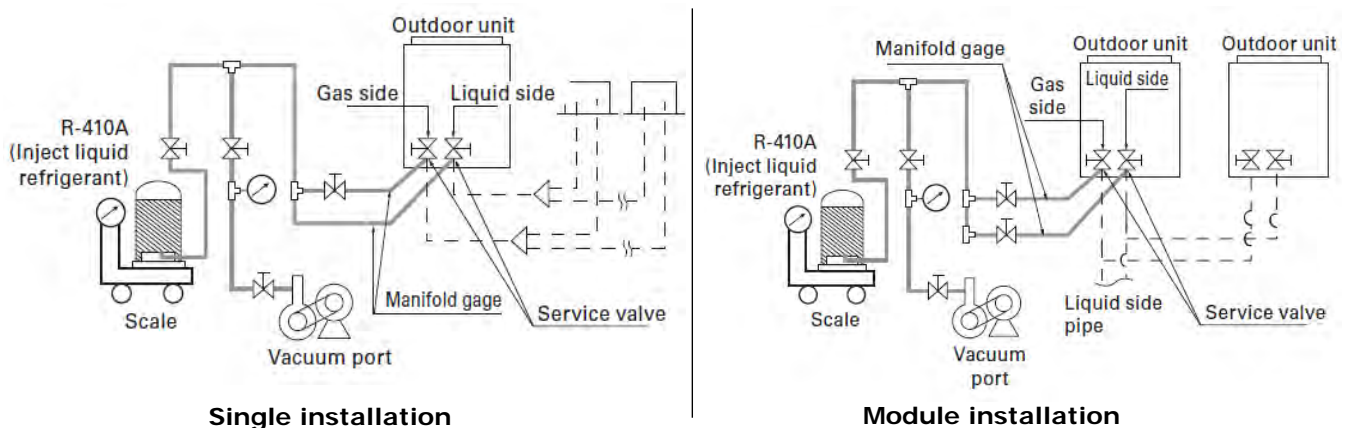 Outdoor unit
Gas side
Liquid side
R-410A
(Inject liquid
refrigerant)
Manifold gage
Scale
Service valve
Vacuum port
Single installation
Outdoor unit
Outdoor unit
Manifold gage
Gas
side
Liquid side
R-410A
(Inject liquid
refrigerant)
Liquid side
pipe
Scale
Service valve
Vacuum
port
Module installation